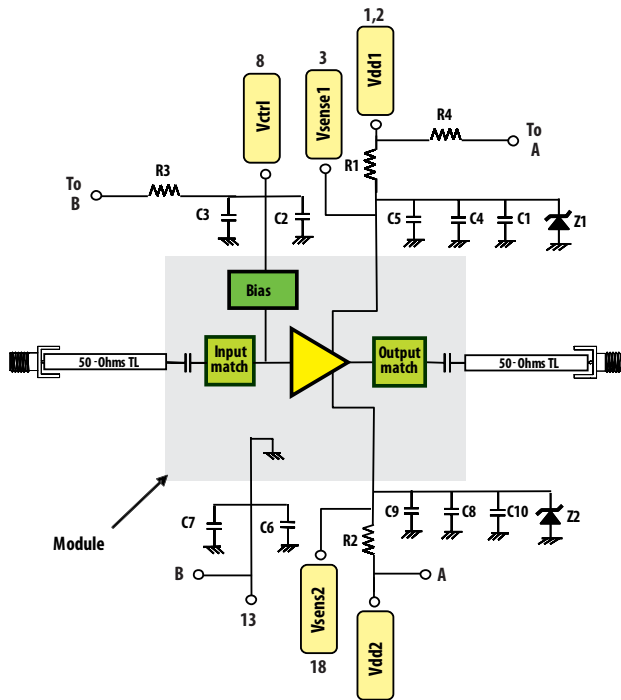 1,2
3
8
Vdd1
Vsense1
Vctrl
R4
To
A
R1
R3
To
B
C3
C2
C5
C4
C1
Z1
Bias
50-Ohms TL
Input
match
Output
match
50-Ohms TL
C7
C6
C9
C8
C10
Z2
Module
R2
B
A
13
Vsens2
18
Vdd2